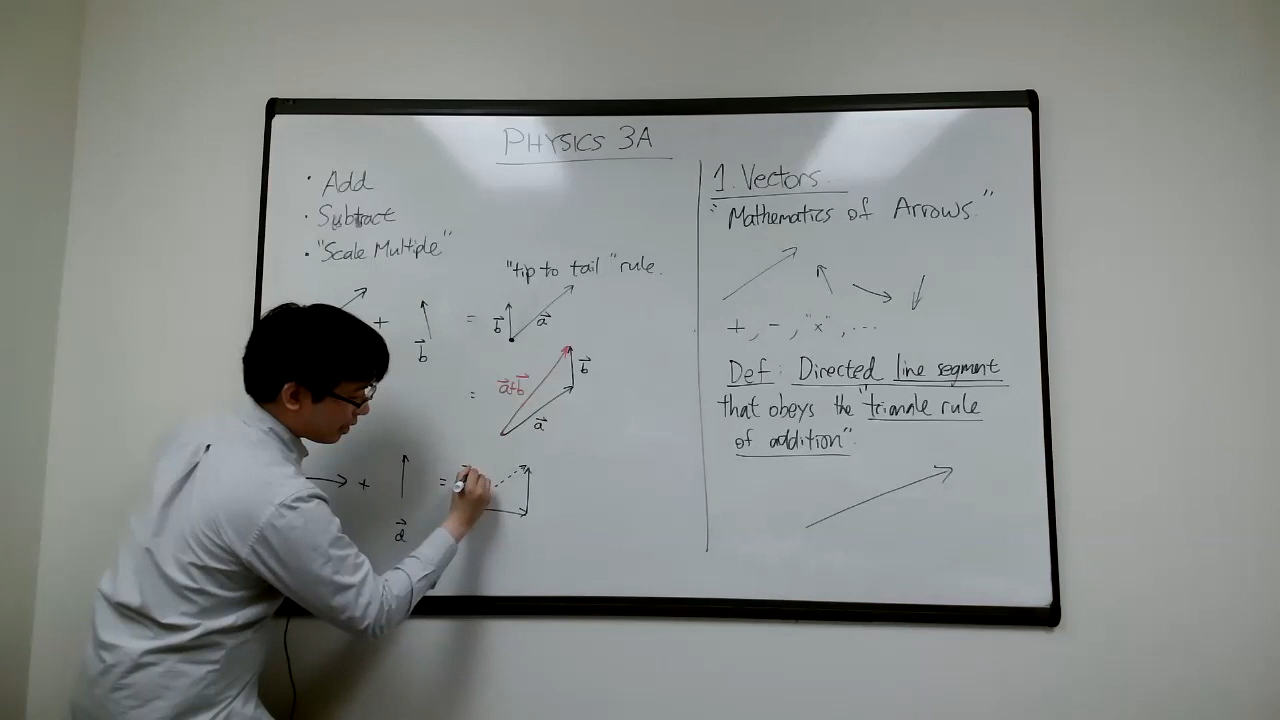 PHYSICS 3A
· Add
· Subtract
· "Scale Multiple"
"tip to tail" rule.
+ b⃗ = b⃗ a⃗
= a⃗+b⃗ b⃗ a⃗
+ d⃗ =
1. Vectors.
: "Mathematics of Arrows."
+, -, "x", ...
Def: Directed line segment
that obeys the "triangle rule
of addition".